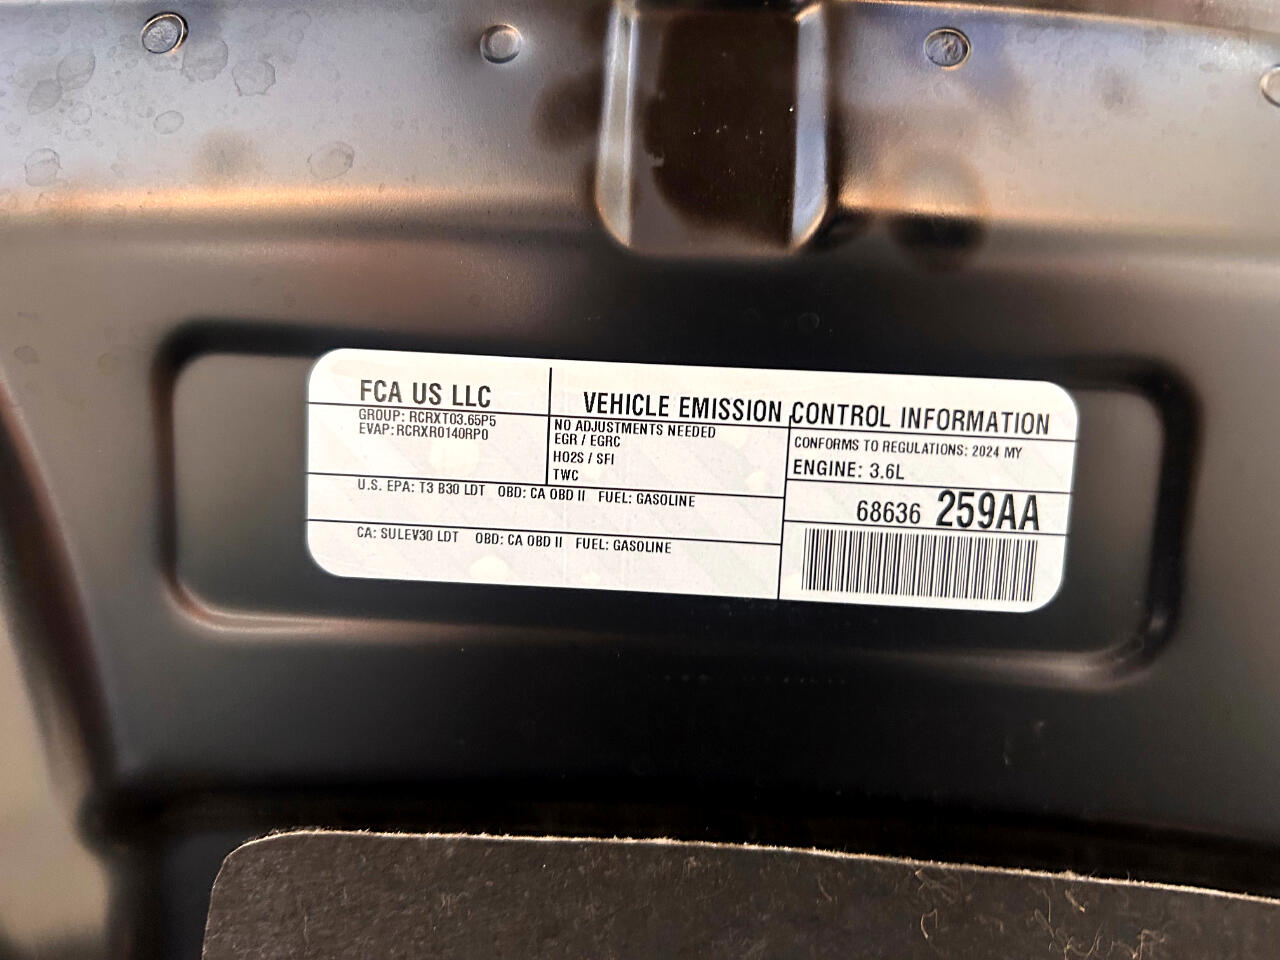 FCA US LLC
VEHICLE EMISSION CONTROL INFORMATION
GROUP: RCRXT03.65P5
EVAP:RCRXR0140RP0
NO ADJUSTMENTS NEEDED
EGR / EGRC
HO2S / SFI
TWC
CONFORMS TO REGULATIONS: 2024 MY
ENGINE: 3.6L
U.S. EPA: T3 B30 LDT OBD: CA OBD II FUEL: GASOLINE
68636 259AA
CA: SULEV30 LDT OBD: CA OBD II FUEL: GASOLINE